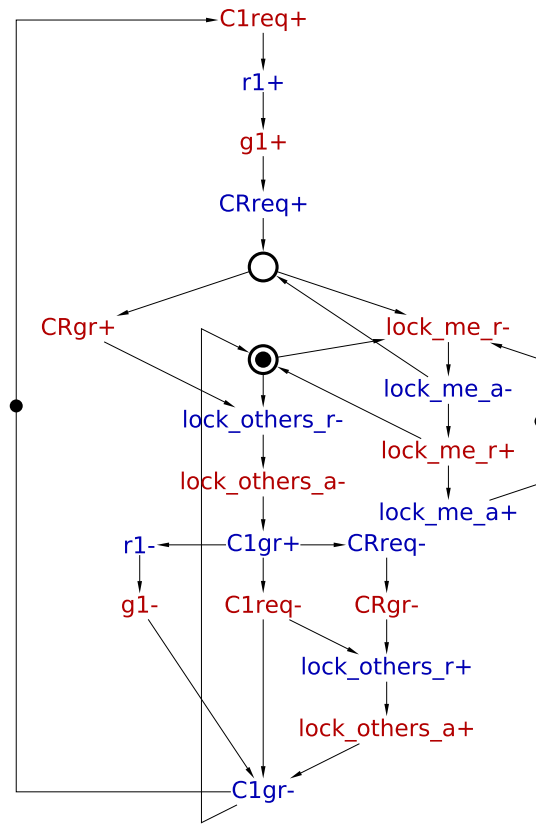 C1req+
r1+
g1+
CRreq+
CRgr+
lock_me_r-
lock_me_a-
lock_others_r-
lock_me_r+
lock_others_a-
lock_me_a+
r1-
C1gr+
CRreq-
g1-
C1req-
CRgr-
lock_others_r+
lock_others_a+
C1gr-